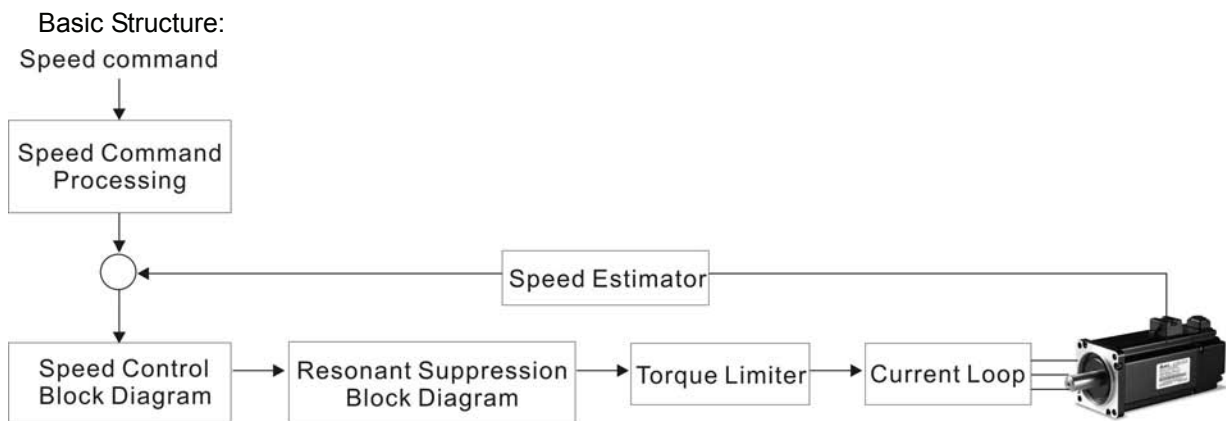 Basic Structure:
Speed command
Speed Command
Processing
Speed Estimator
Speed Control
Block Diagram
Resonant Suppression
Block Diagram
Torque Limiter
Current Loop